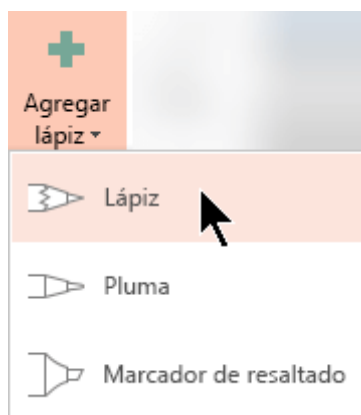 Agregar
lápiz
Lápiz
Pluma
Marcador de resaltado